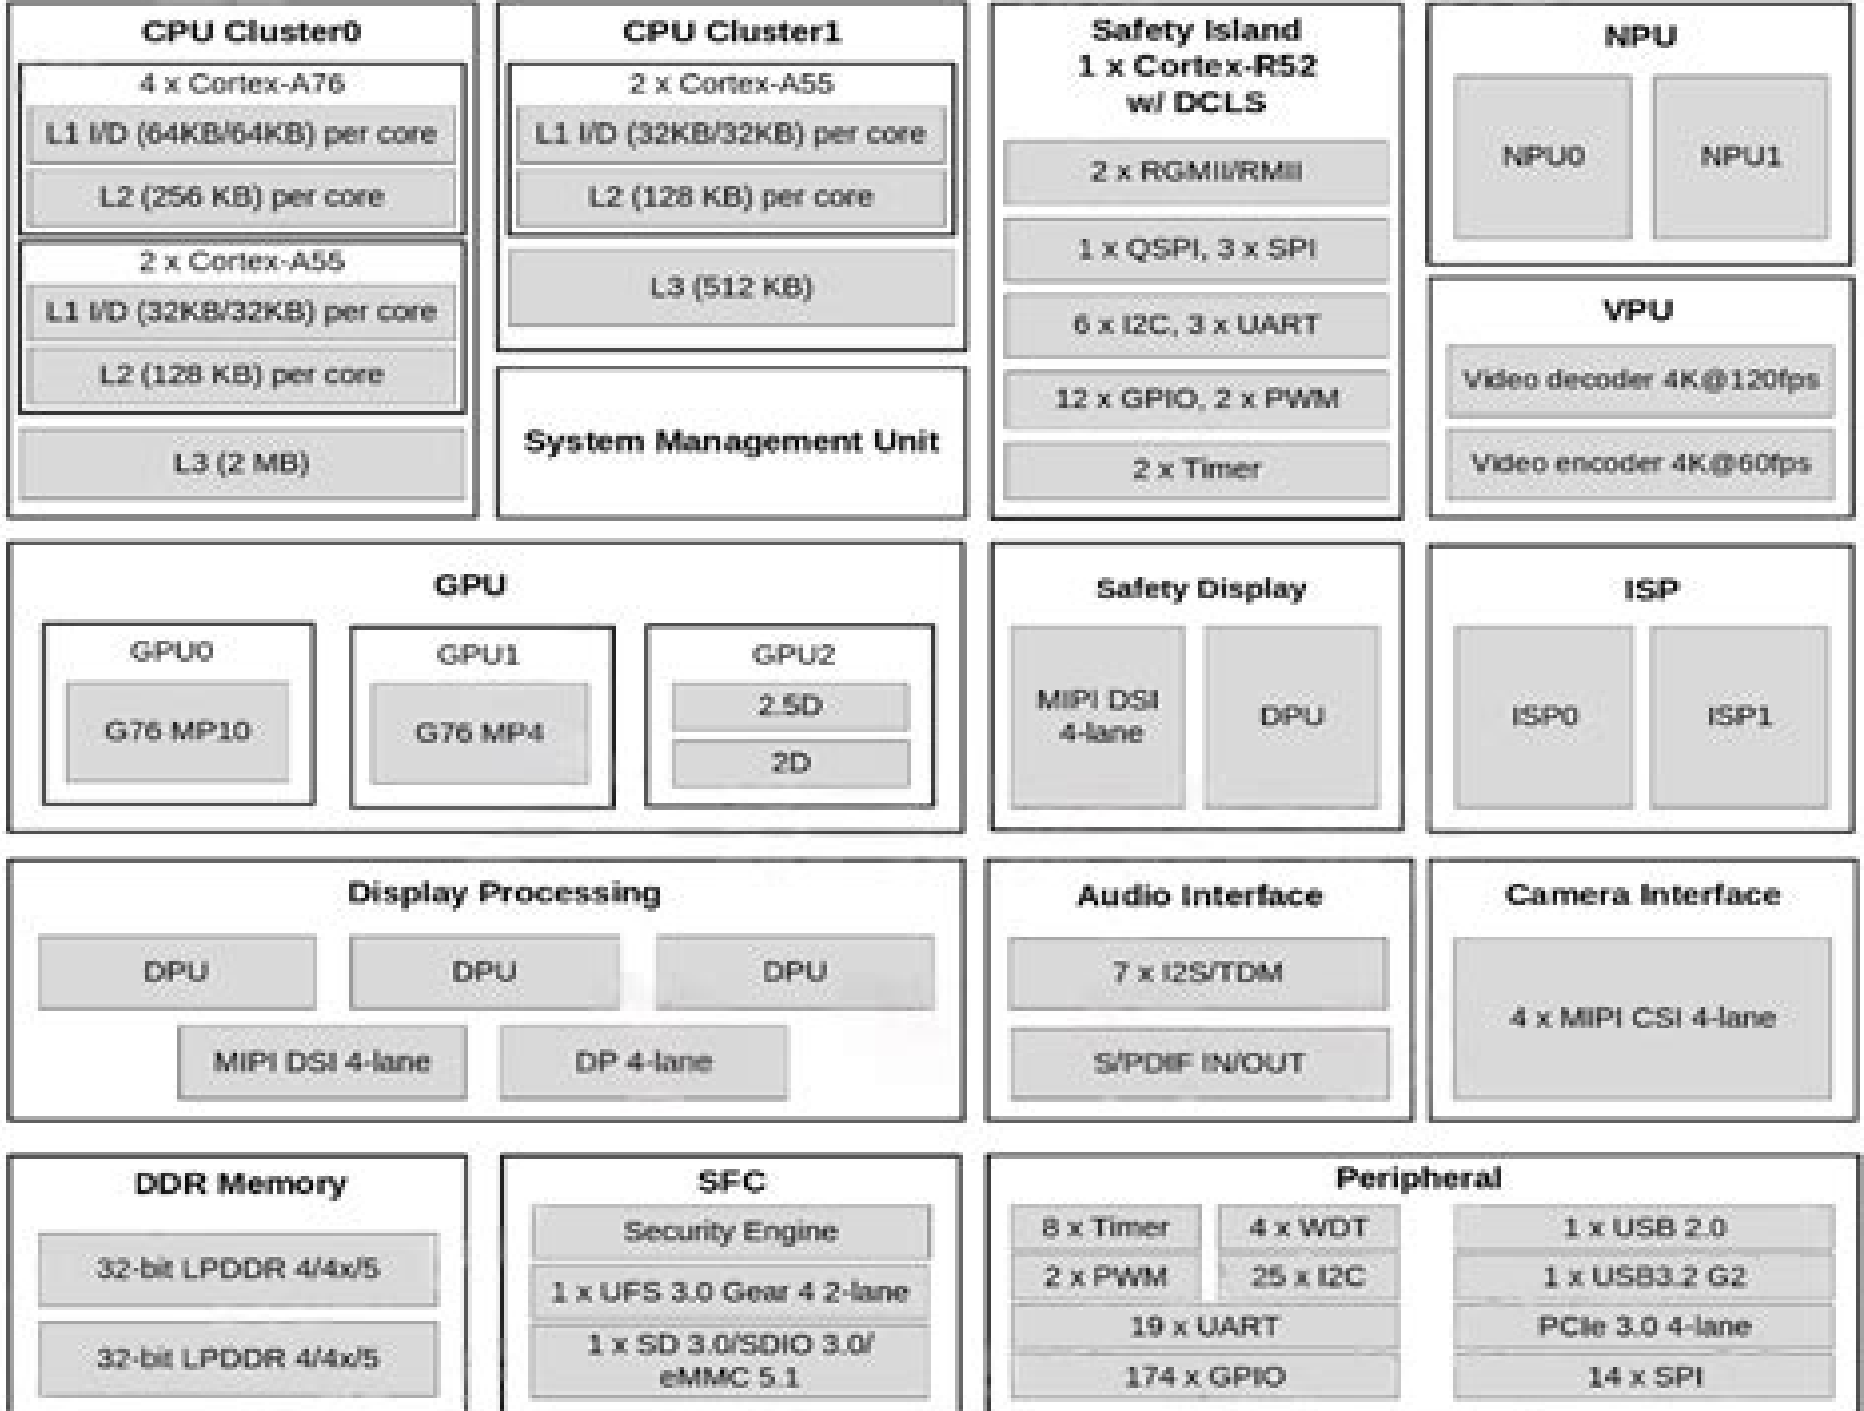 CPU Cluster0
4 x Cortex-A76
L1 I/D (64KB/64KB) per core
L2 (256 KB) per core
2 x Cortex-A55
L1 I/D (32KB/32KB) per core
L2 (128 KB) per core
L3 (2 MB)
CPU Cluster1
2 x Cortex-A55
L1 I/D (32KB/32KB) per core
L2 (128 KB) per core
L3 (512 KB)
System Management Unit
Safety Island
1 x Cortex-R52
w/ DCLS
2 x RGMII/RMII
1 x QSPI, 3 x SPI
6 x I2C, 3 x UART
12 x GPIO, 2 x PWM
2 x Timer
NPU
NPU0
NPU1
VPU
Video decoder 4K@120fps
Video encoder 4K@60fps
GPU
GPU0
G76 MP10
GPU1
G76 MP4
GPU2
2.5D
2D
Safety Display
MIPI DSI
4-lane
DPU
ISP
ISP0
ISP1
Display Processing
DPU
DPU
DPU
MIPI DSI 4-lane
DP 4-lane
Audio Interface
7 x I2S/TDM
S/PDIF IN/OUT
Camera Interface
4 x MIPI CSI 4-lane
DDR Memory
32-bit LPDDR 4/4x/5
32-bit LPDDR 4/4x/5
SFC
Security Engine
1 x UFS 3.0 Gear 4 2-lane
1 x SD 3.0/SDIO 3.0/
eMMC 5.1
Peripheral
8 x Timer
4 x WDT
2 x PWM
25 x I2C
19 x UART
174 x GPIO
1 x USB 2.0
1 x USB3.2 G2
PCIe 3.0 4-lane
14 x SPI